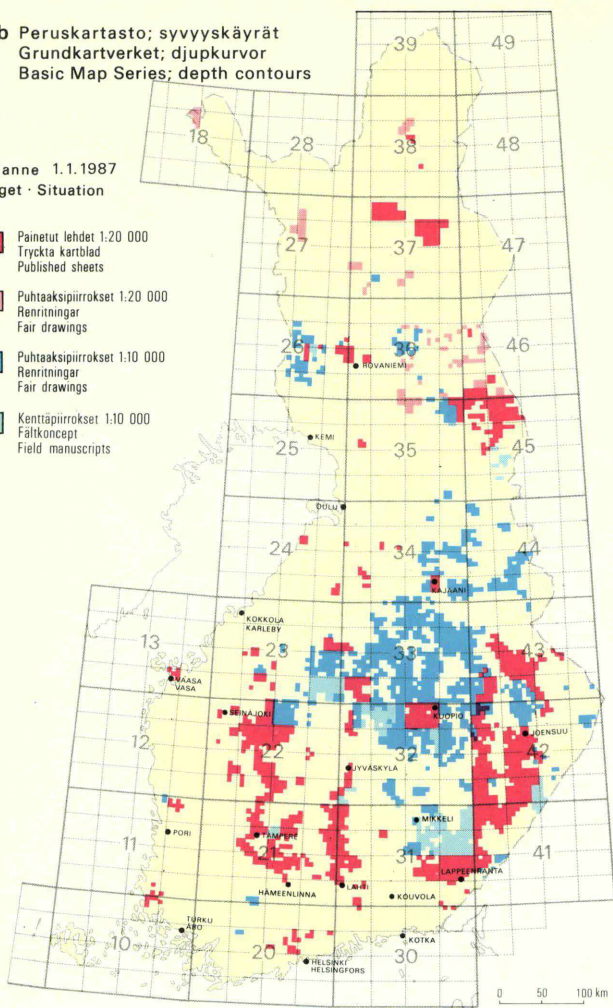 b Peruskartasto; syvyyskäyrät
Grundkartverket; djupkurvor
Basic Map Series; depth contours
anne 1.1.1987
get · Situation
Painetut lehdet 1:20 000
Tryckta kartblad
Published sheets
Puhtaaksipiirrokset 1:20 000
Renritningar
Fair drawings
Puhtaaksipiirrokset 1:10 000
Renritningar
Fair drawings
Kenttäpiirrokset 1:10 000
Fältkoncept
Field manuscripts
39
49
18
28
38
48
27
37
47
26
36
46
ROVANIEMI
25
KEMI
35
45
OULU
24
34
44
KAJAANI
KOKKOLA
KARLEBY
13
23
33
43
VAASA
VASA
SEINÄJOKI
KUOPIO
12
22
32
JOENSUU
42
JYVÄSKYLÄ
MIKKELI
11
PORI
TAMPERE
21
31
41
LAPPEENRANTA
HÄMEENLINNA
LAHTI
KOUVOLA
TURKU
ÅBO
10
20
30
KOTKA
HELSINKI
HELSINGFORS
0 50 100 km